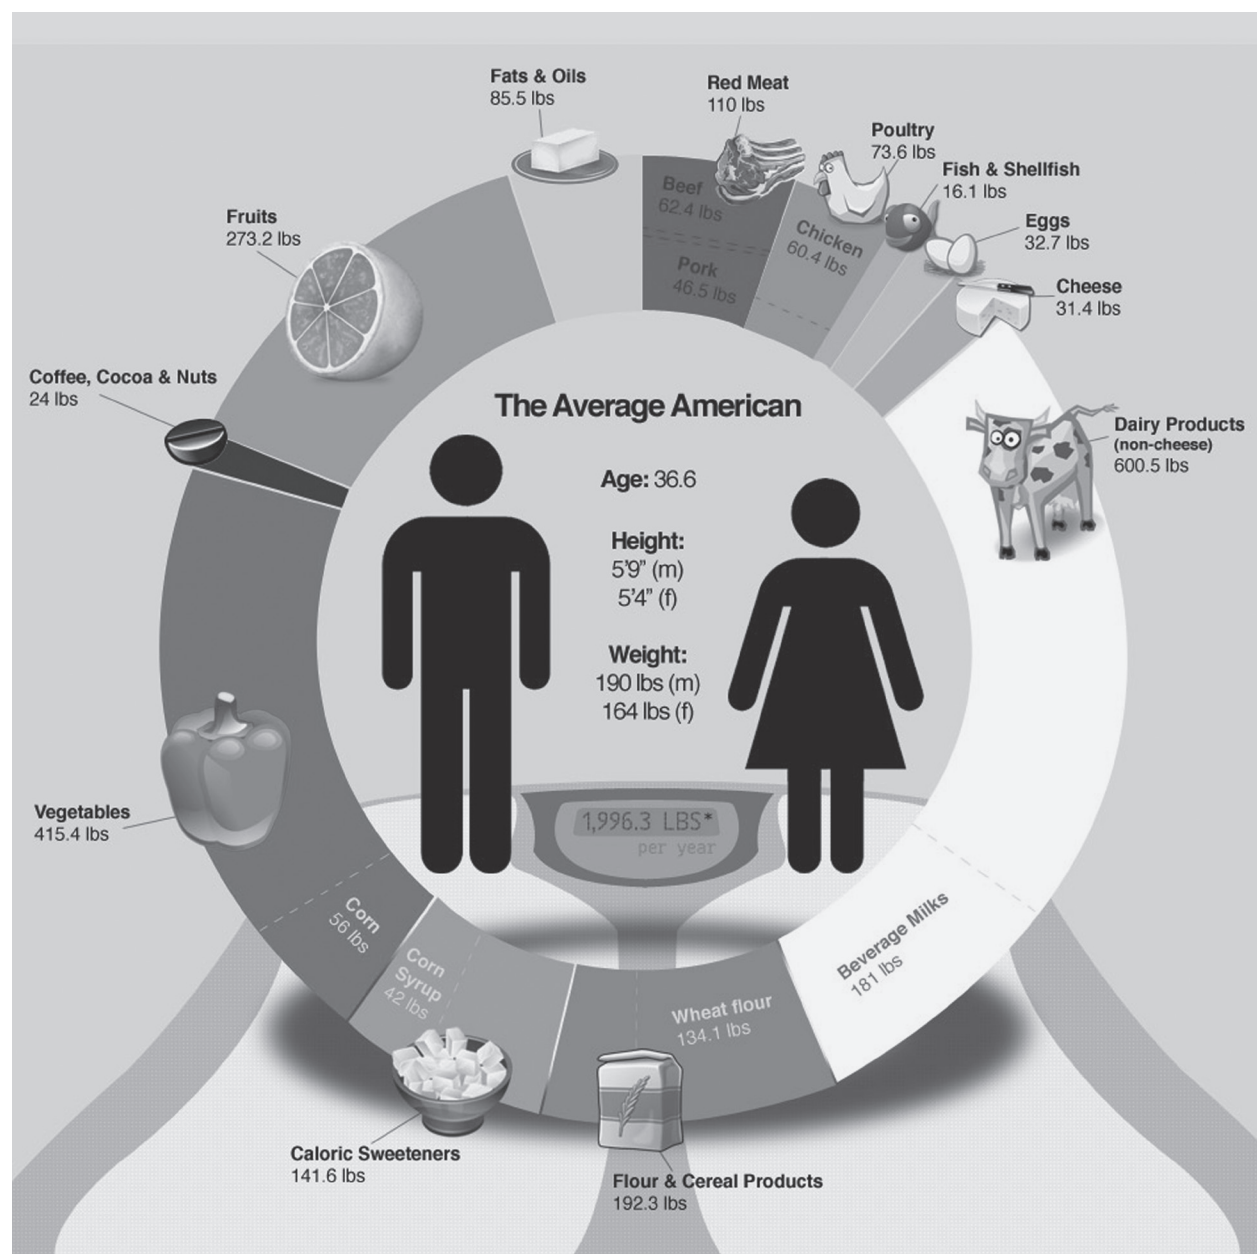 Fats & Oils
85.5 lbs
Red Meat
110 lbs
Poultry
73.6 lbs
Fish & Shellfish
16.1 lbs
Eggs
32.7 lbs
Cheese
31.4 lbs
Dairy Products
(non-cheese)
600.5 lbs
Beef
62.4 lbs
Pork
46.5 lbs
Chicken
60.4 lbs
Fruits
273.2 lbs
Coffee, Cocoa & Nuts
24 lbs
The Average American
Age: 36.6
Height:
5'9" (m)
5'4" (f)
Weight:
190 lbs (m)
164 lbs (f)
1,996.3 LBS*
per year
Vegetables
415.4 lbs
Corn
56 lbs
Corn
Syrup
42 lbs
Wheat flour
134.1 lbs
Beverage Milks
181 lbs
Caloric Sweeteners
141.6 lbs
Flour & Cereal Products
192.3 lbs